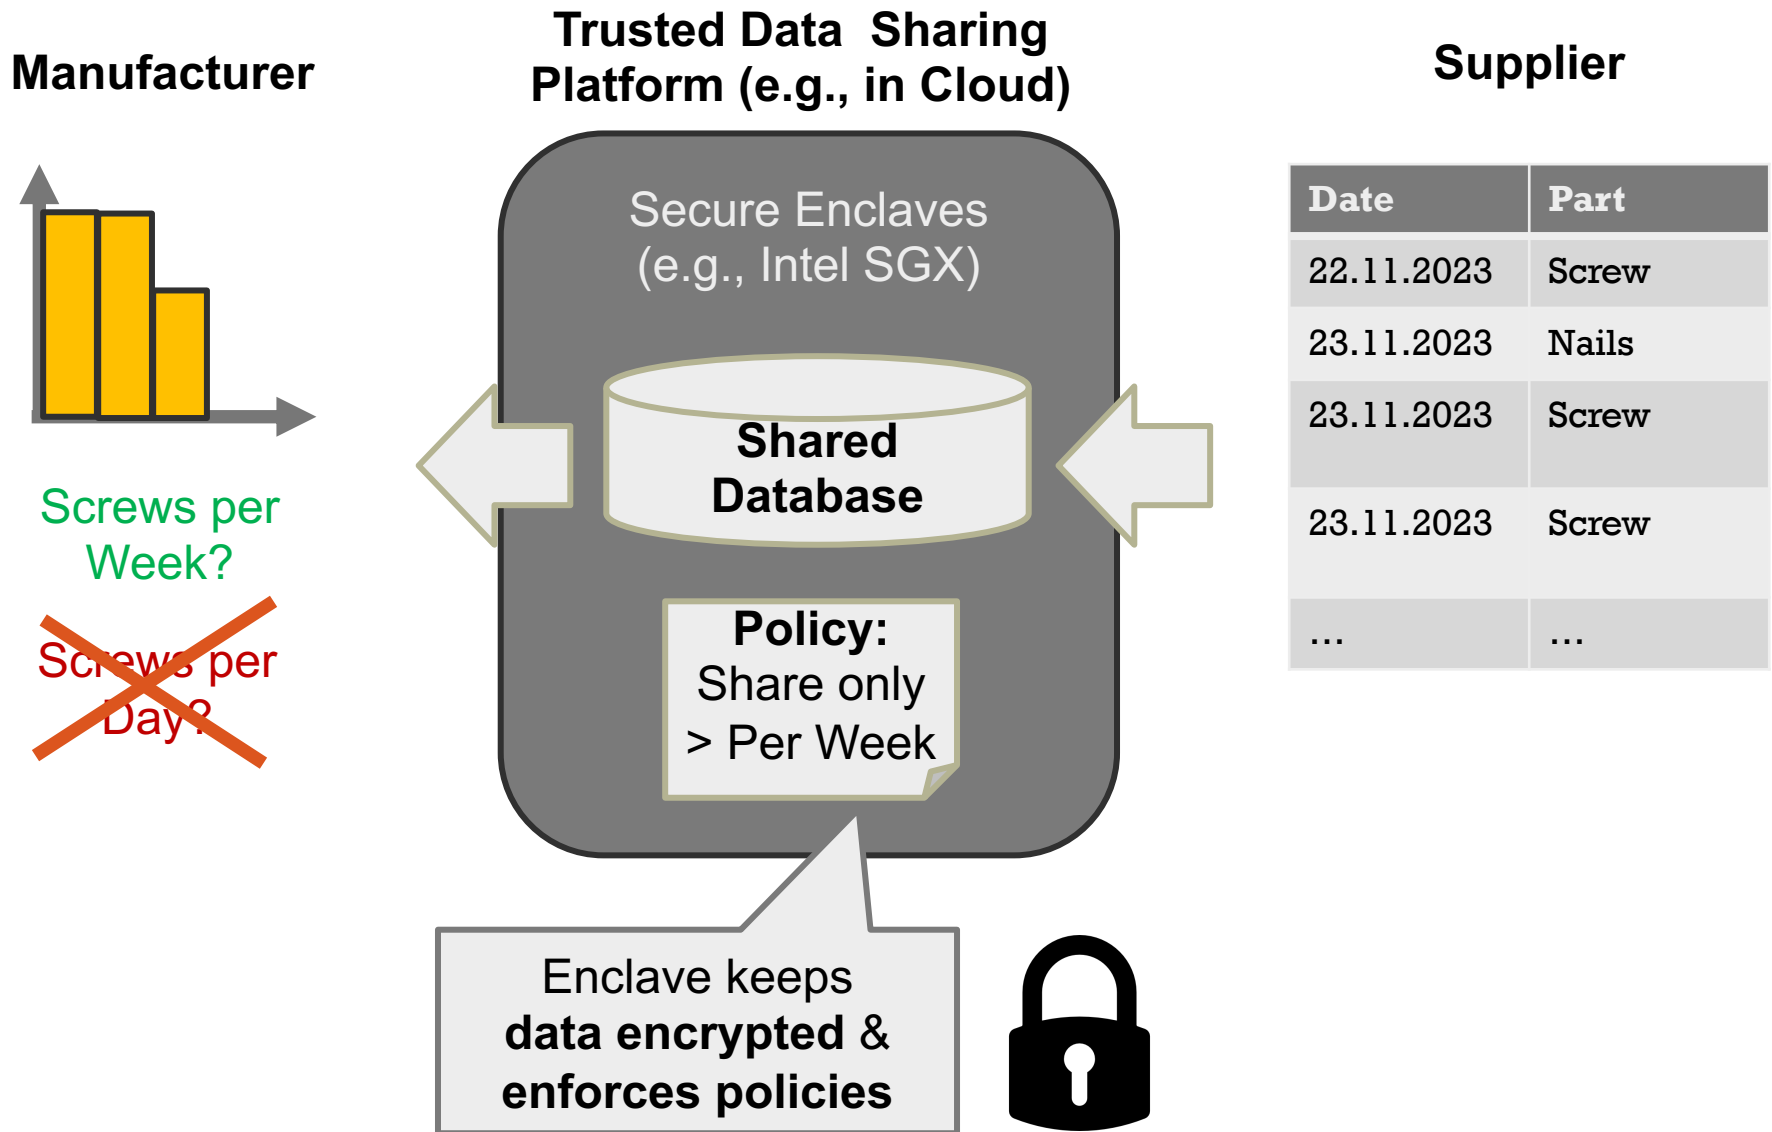 Manufacturer
Trusted Data  Sharing
Platform (e.g., in Cloud)
Supplier
Secure Enclaves
(e.g., Intel SGX)
Shared
Database
Policy:
Share only
> Per Week
Enclave keeps
data encrypted &
enforces policies
Screws per
Week?
Screws per
Day?
Date Part
22.11.2023 Screw
23.11.2023 Nails
23.11.2023 Screw
23.11.2023 Screw
... ...